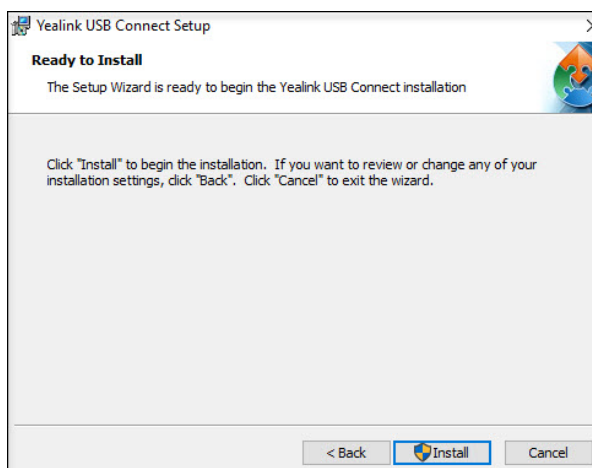 Yealink USB Connect Setup
Ready to Install
The Setup Wizard is ready to begin the Yealink USB Connect installation
Click "Install" to begin the installation.  If you want to review or change any of your
installation settings, click "Back".  Click "Cancel" to exit the wizard.
< Back Install Cancel